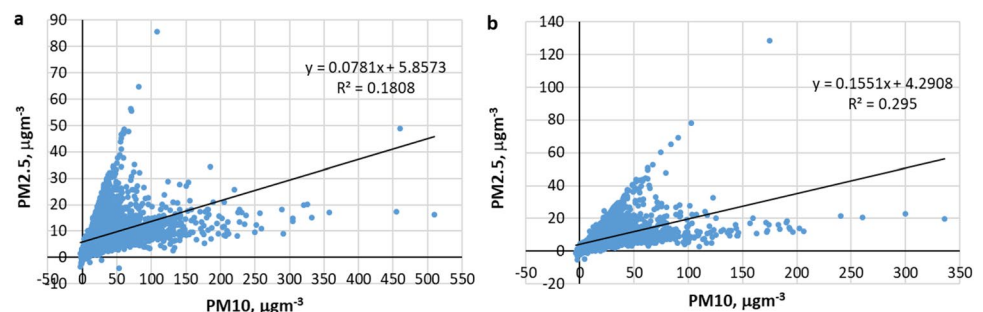 a
90
80
70
60
50
40
30
20
10
0
-10
-50 0 50 100 150 200 250 300 350 400 450 500 550
PM2.5, µgm-3
PM10, µgm-3
y = 0.0781x + 5.8573
R² = 0.1808
b
140
120
100
80
60
40
20
0
-20
-50 0 50 100 150 200 250 300 350
PM2.5, µgm-3
PM10, µgm-3
y = 0.1551x + 4.2908
R² = 0.295